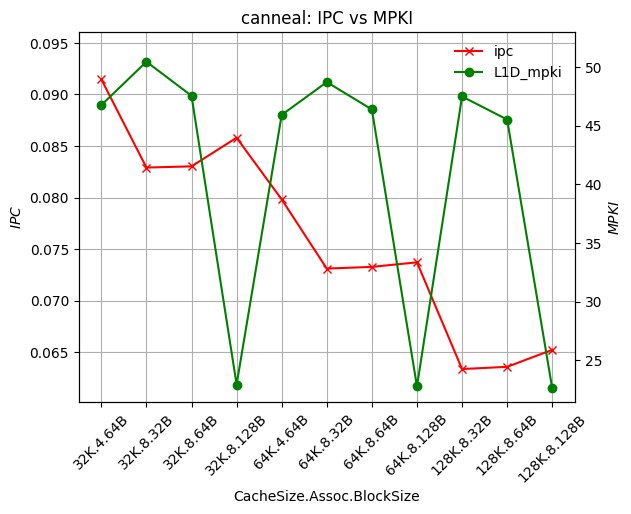 canneal: IPC vs MPKI
ipc
L1D_mpki
0.095
0.090
0.085
0.080
0.075
0.070
0.065
IPC
50
45
40
35
30
25
MPKI
32K.4.64B
32K.8.32B
32K.8.64B
32K.8.128B
64K.4.64B
64K.8.32B
64K.8.64B
64K.8.128B
128K.8.32B
128K.8.64B
128K.8.128B
CacheSize.Assoc.BlockSize